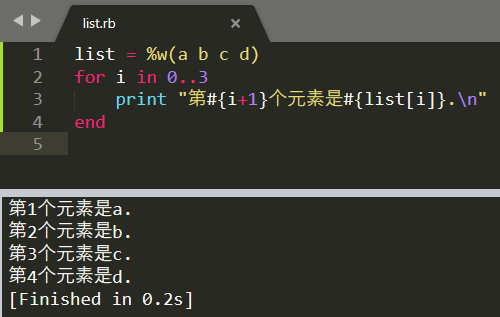 list.rb
1 list = %w(a b c d)
2 for i in 0..3
3     print "第#{i+1}个元素是#{list[i]}.\n"
4 end
5
第1个元素是a.
第2个元素是b.
第3个元素是c.
第4个元素是d.
[Finished in 0.2s]